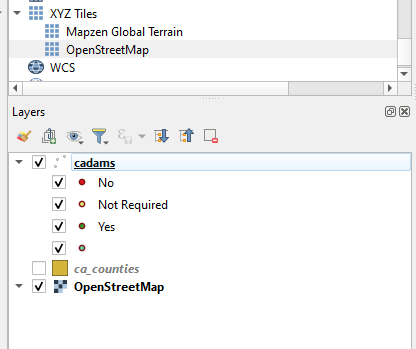 XYZ Tiles
Mapzen Global Terrain
OpenStreetMap
WCS
Layers
cadams
No
Not Required
Yes
ca_counties
OpenStreetMap